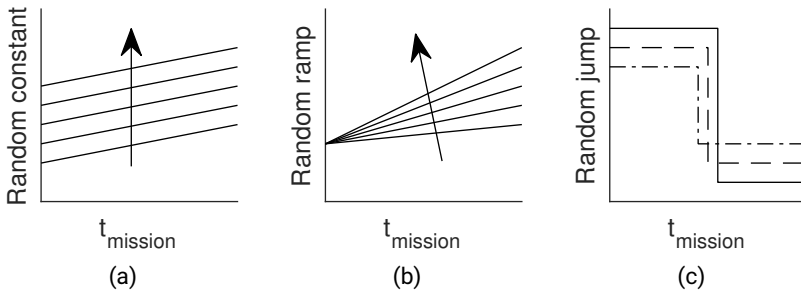 Random constant
t_mission
(a)
Random ramp
t_mission
(b)
Random jump
t_mission
(c)